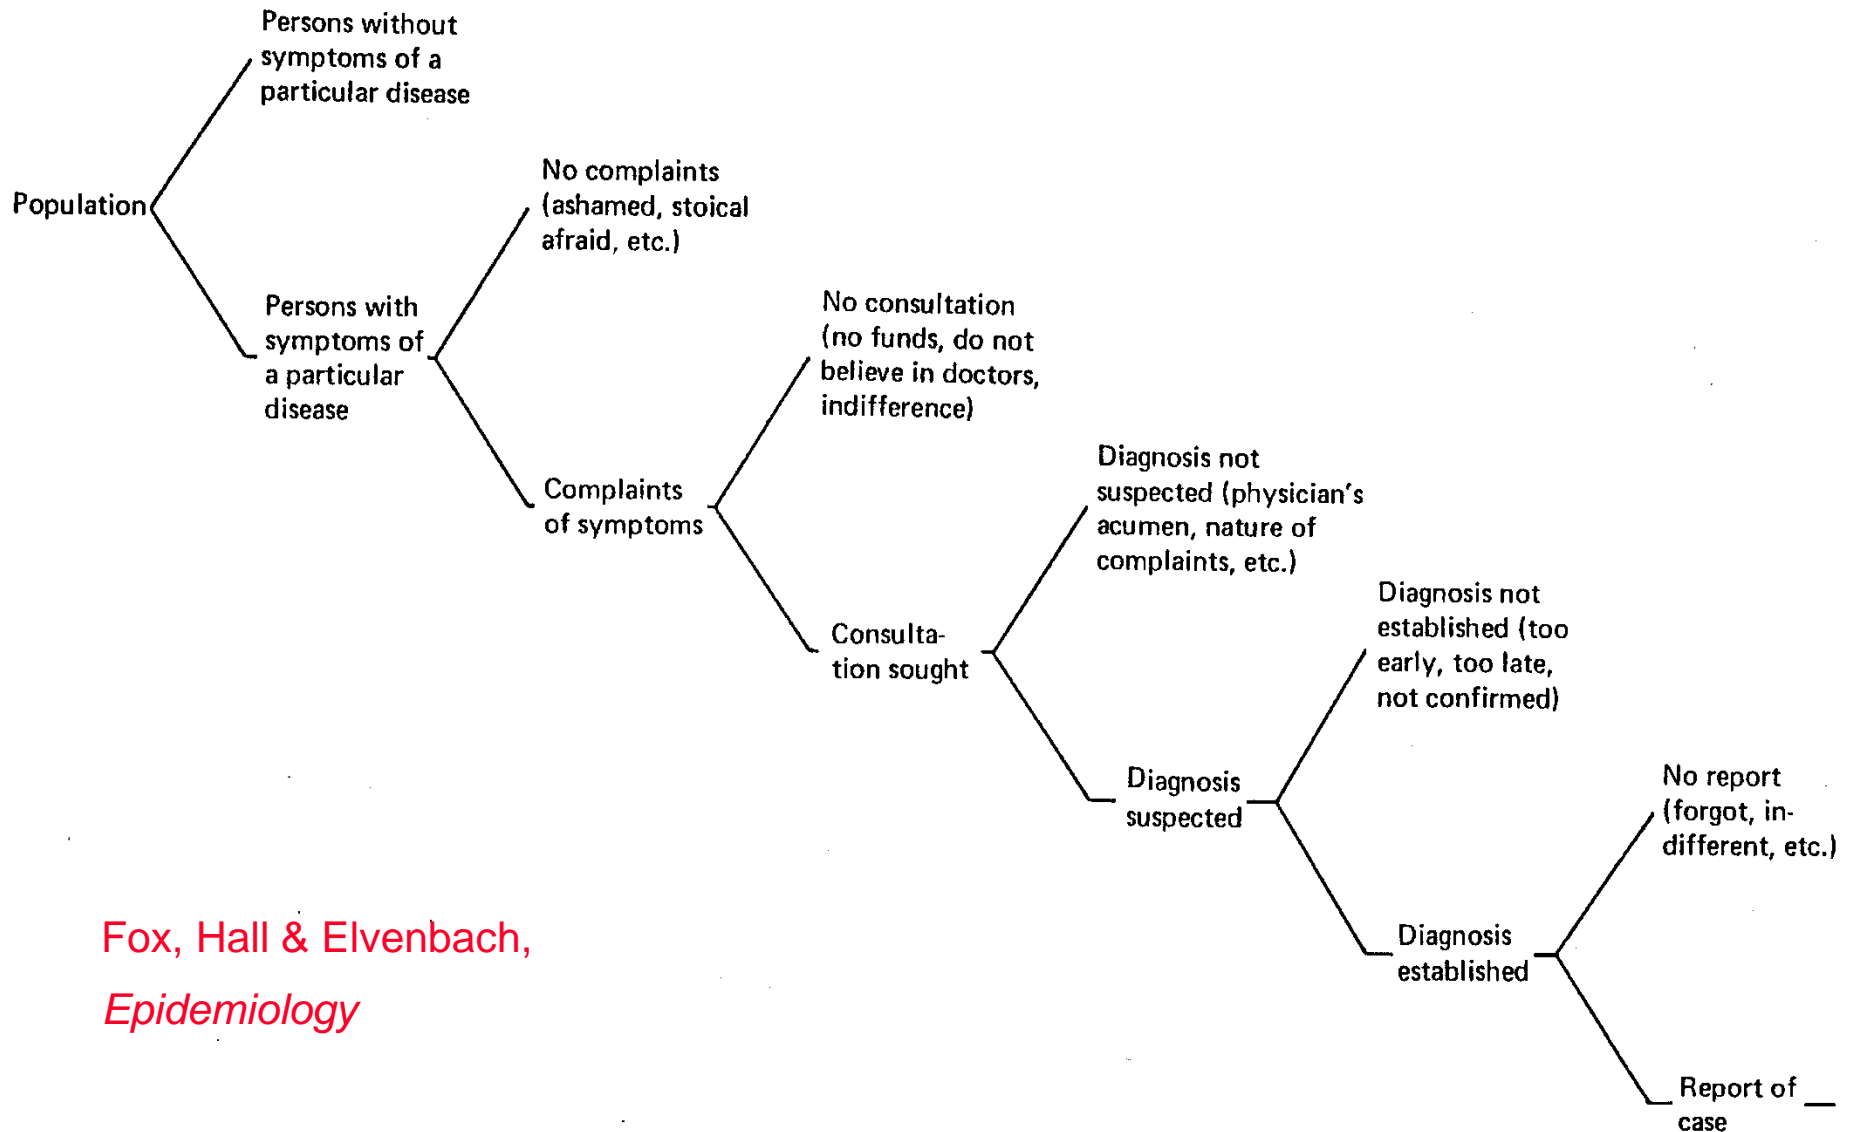 Persons without
symptoms of a
particular disease
Population
No complaints
(ashamed, stoical
afraid, etc.)
Persons with
symptoms of
a particular
disease
No consultation
(no funds, do not
believe in doctors,
indifference)
Complaints
of symptoms
Diagnosis not
suspected (physician's
acumen, nature of
complaints, etc.)
Consulta-
tion sought
Diagnosis not
established (too
early, too late,
not confirmed)
Diagnosis
suspected
No report
(forgot, in-
different, etc.)
Diagnosis
established
Report of
case
Fox, Hall & Elvenbach,
Epidemiology